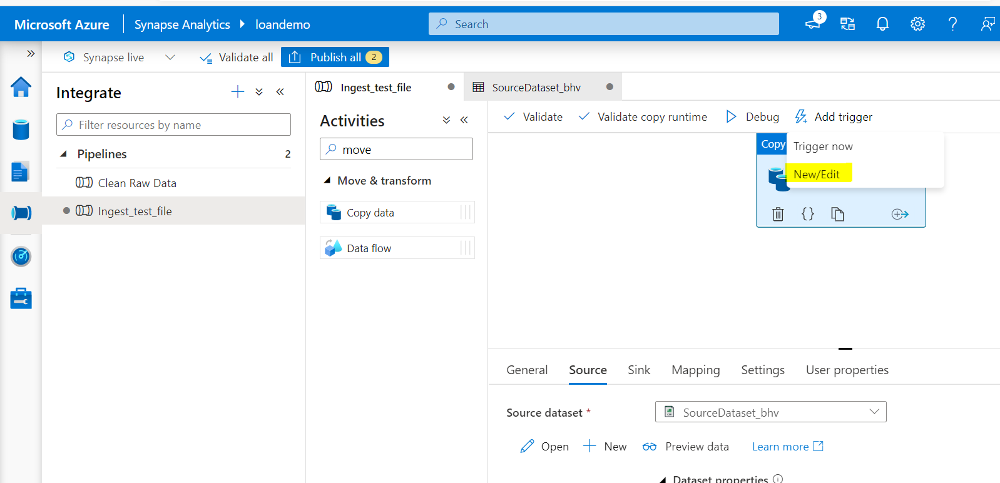 Microsoft Azure
Synapse Analytics
loandemo
Search
3
Synapse live
Validate all
Publish all
2
Integrate
Filter resources by name
Pipelines
2
Clean Raw Data
Ingest_test_file
Ingest_test_file
SourceDataset_bhv
Activities
move
Move & transform
Copy data
Data flow
Validate
Validate copy runtime
Debug
Add trigger
Copy
Trigger now
New/Edit
{}
General
Source
Sink
Mapping
Settings
User properties
Source dataset *
SourceDataset_bhv
Open
New
Preview data
Learn more
Dataset properties